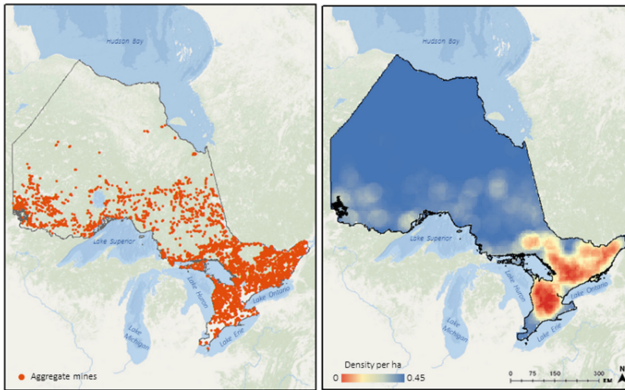 Hudson Bay
Lake Superior
Lake Huron
Lake Michigan
Lake Ontario
Lake Erie
Aggregate mines
Hudson Bay
Lake Superior
Lake Huron
Lake Michigan
Lake Ontario
Lake Erie
Density per ha
0
0.45
0
75
150
300
KM
N